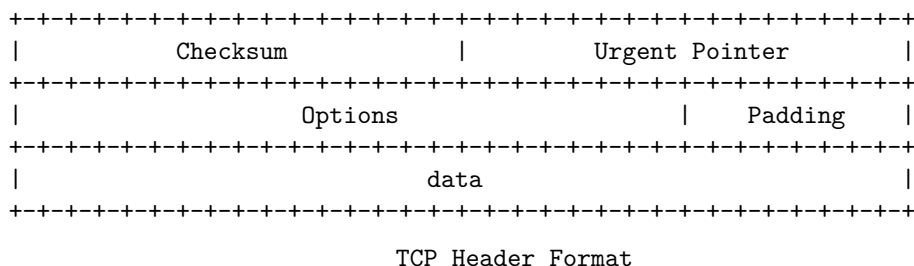 +-+-+-+-+-+-+-+-+-+-+-+-+-+-+-+-+-+-+-+-+-+-+-+-+-+-+-+-+-+-+-+-+
|           Checksum            |         Urgent Pointer        |
+-+-+-+-+-+-+-+-+-+-+-+-+-+-+-+-+-+-+-+-+-+-+-+-+-+-+-+-+-+-+-+-+
|                    Options                    |    Padding    |
+-+-+-+-+-+-+-+-+-+-+-+-+-+-+-+-+-+-+-+-+-+-+-+-+-+-+-+-+-+-+-+-+
|                             data                              |
+-+-+-+-+-+-+-+-+-+-+-+-+-+-+-+-+-+-+-+-+-+-+-+-+-+-+-+-+-+-+-+-+
TCP Header Format